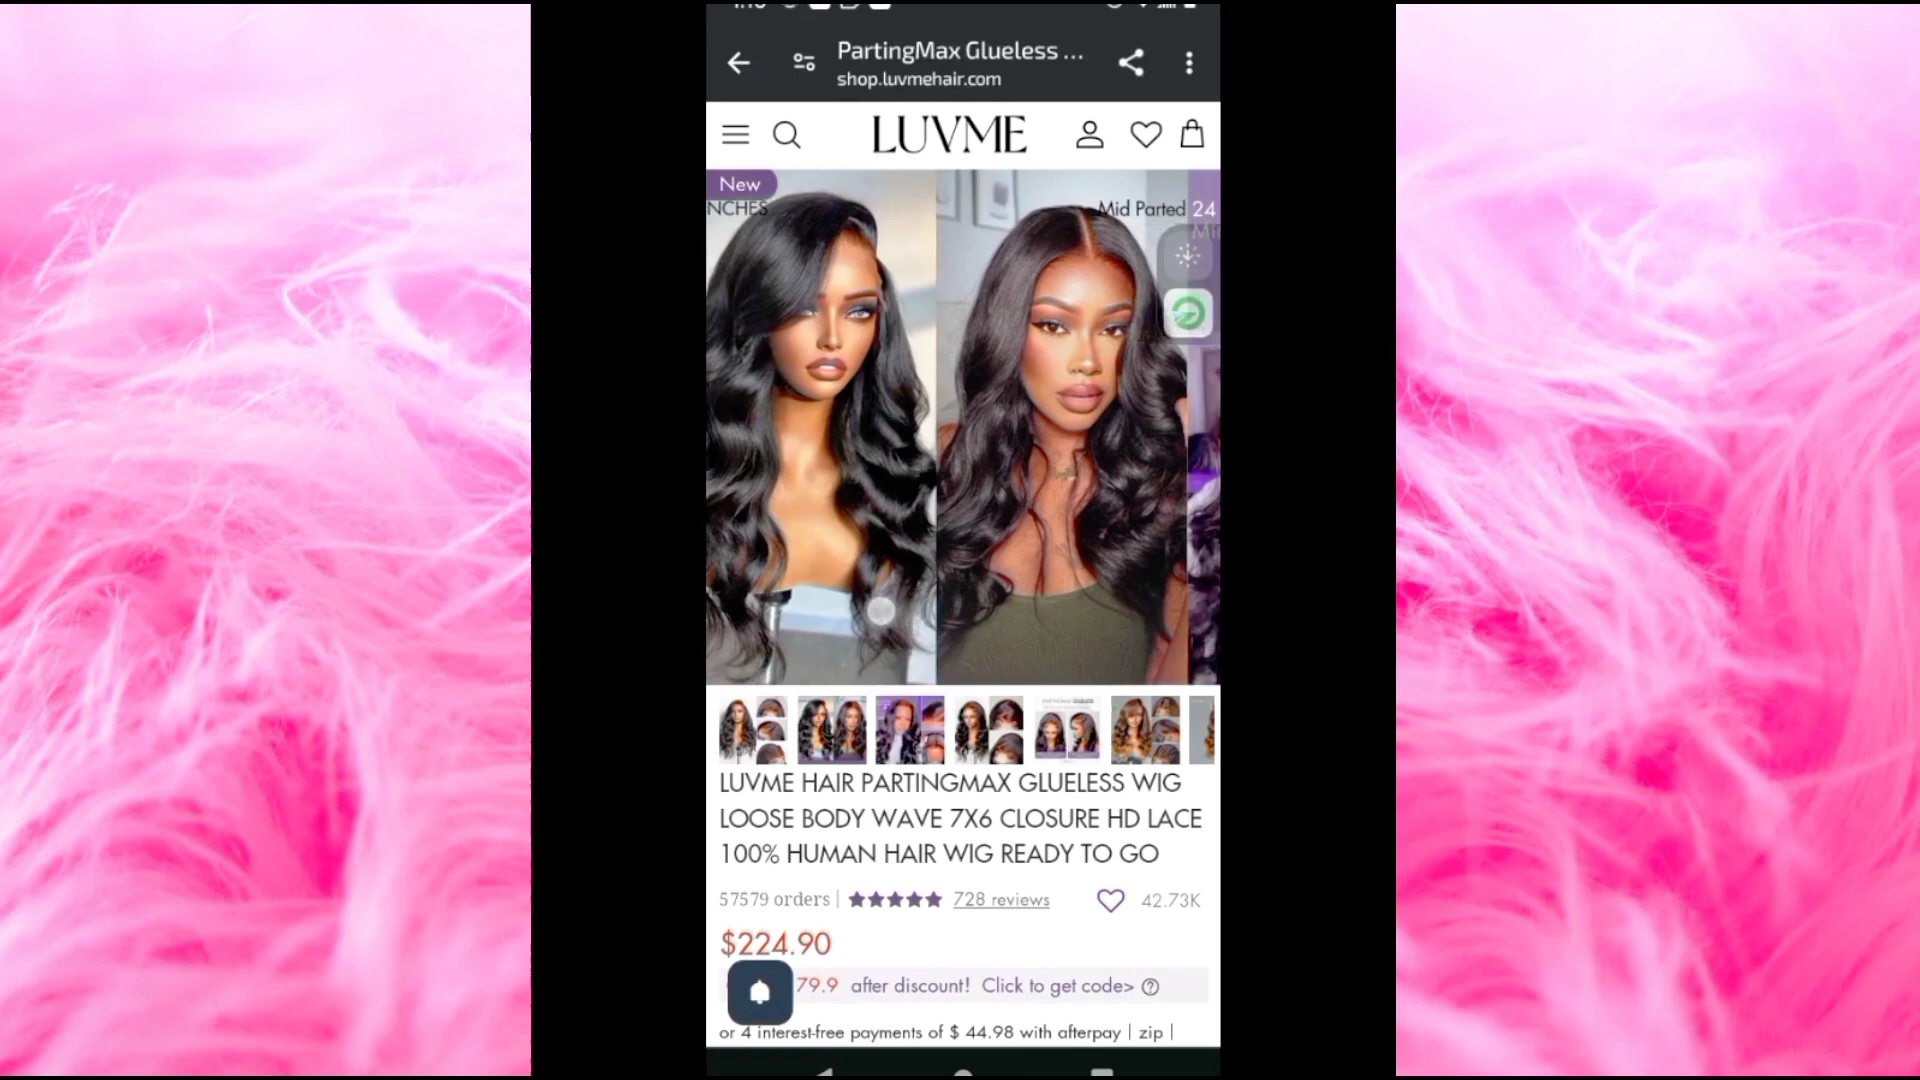 PartingMax Glueless ...
shop.luvmehair.com
LUVME
New
NCHES
Mid Parted 24
LUVME HAIR PARTINGMAX GLUELESS WIG
LOOSE BODY WAVE 7X6 CLOSURE HD LACE
100% HUMAN HAIR WIG READY TO GO
57579 orders | 728 reviews 42.73K
$224.90
79.9 after discount! Click to get code> ?
or 4 interest-free payments of $ 44.98 with afterpay | zip |